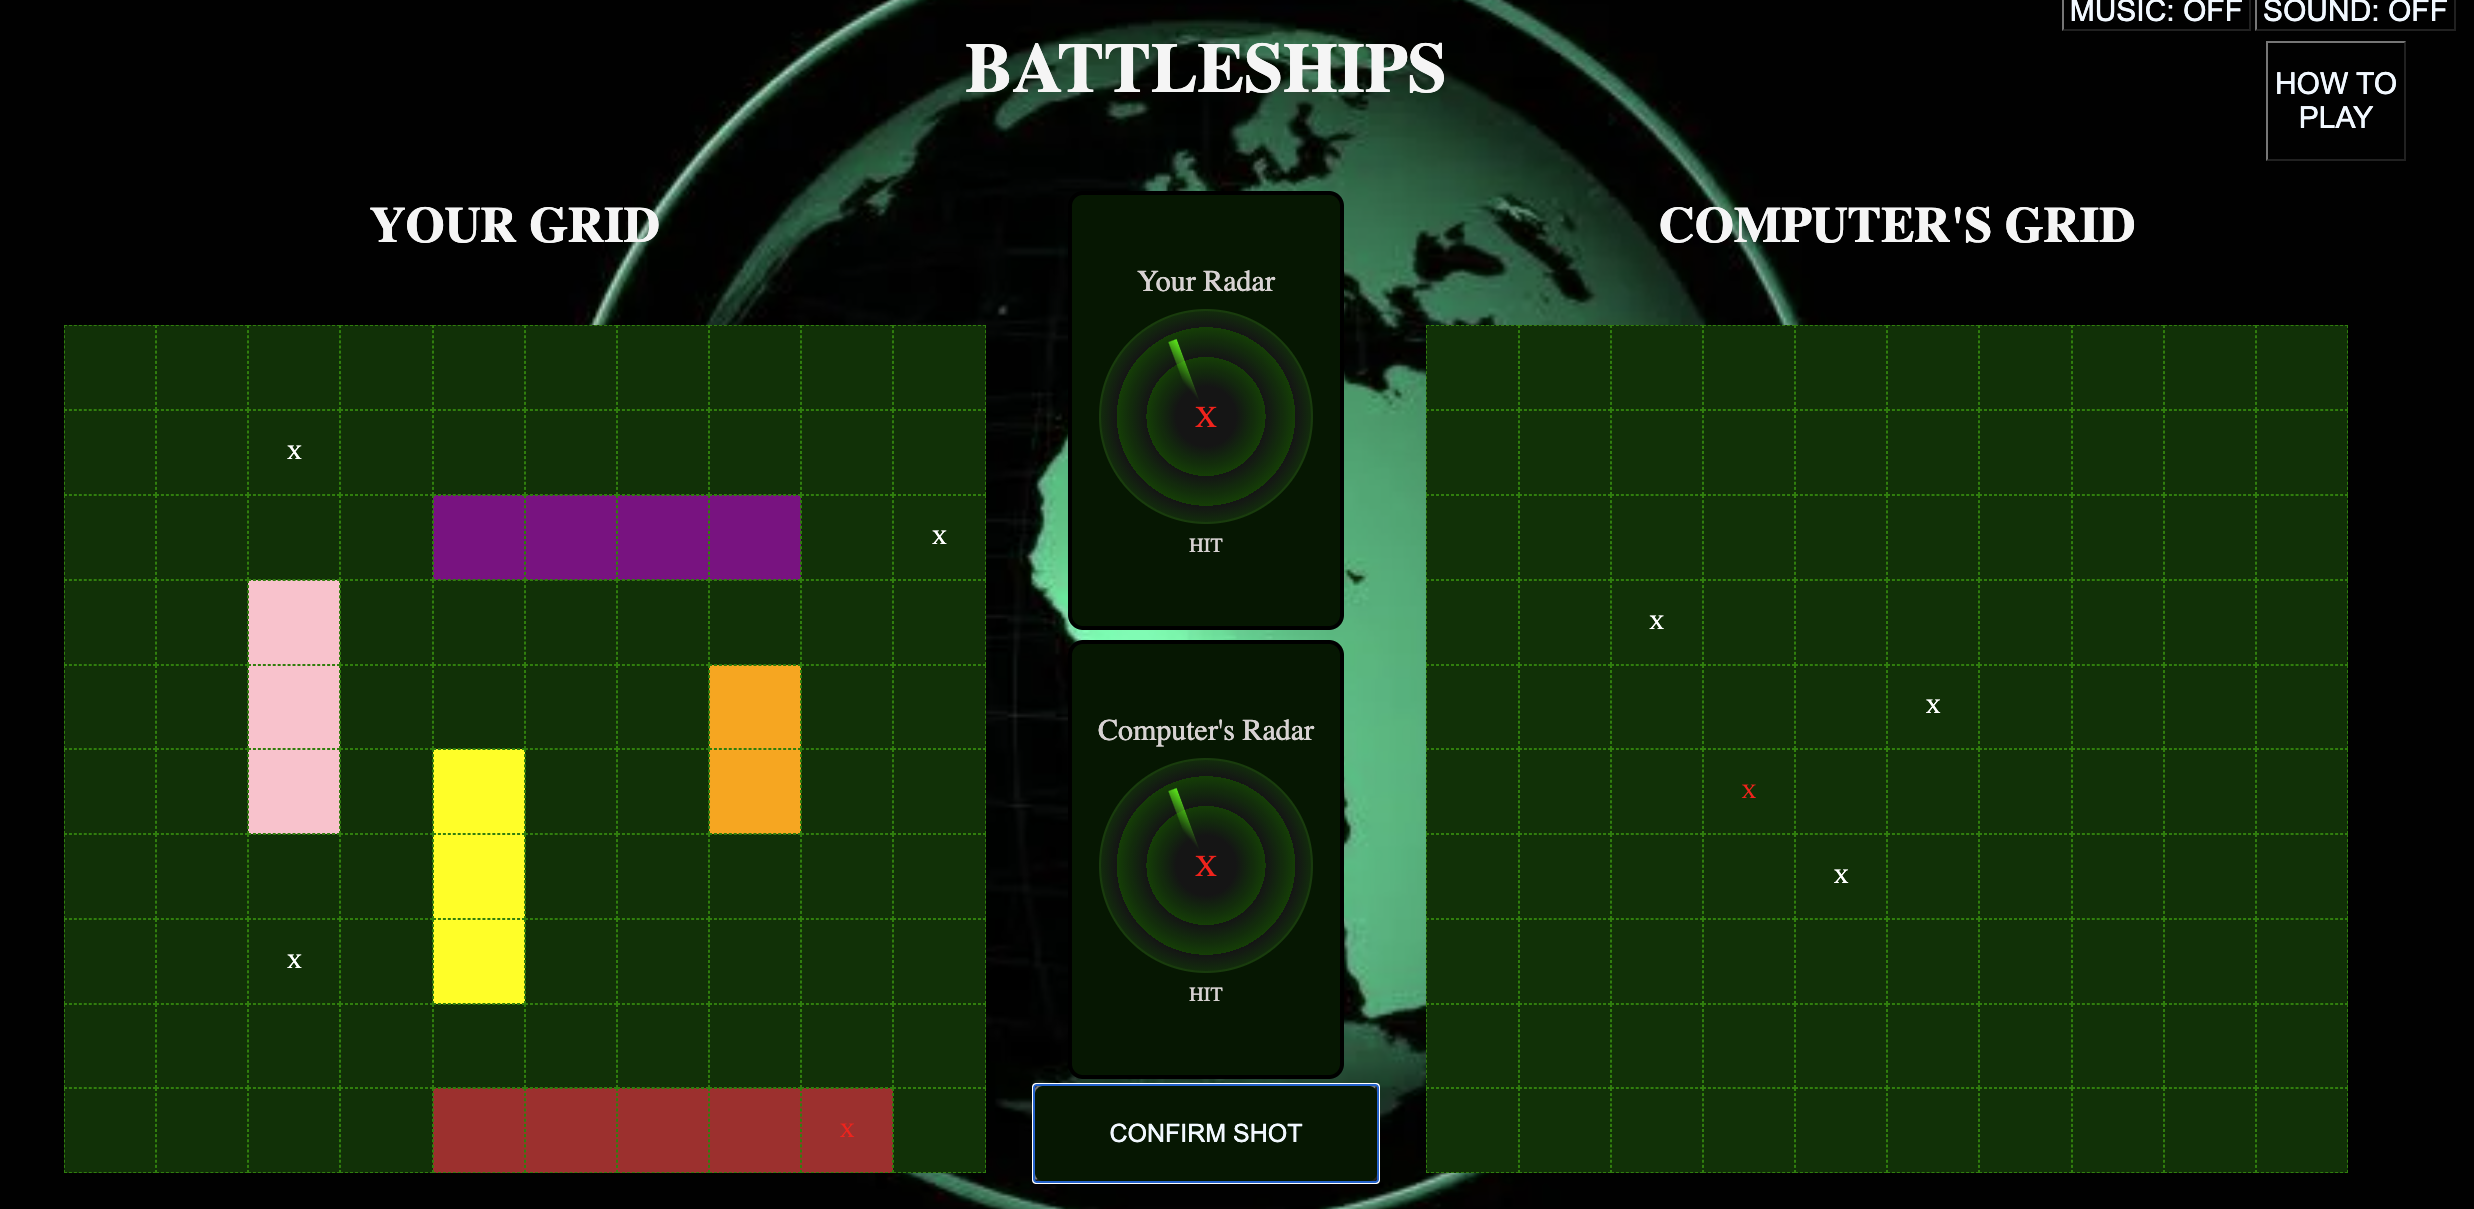 MUSIC: OFF SOUND: OFF
BATTLESHIPS
HOW TO
PLAY
YOUR GRID
COMPUTER'S GRID
Your Radar
X
HIT
Computer's Radar
X
HIT
x
x
x
x
x
x
x
x
CONFIRM SHOT